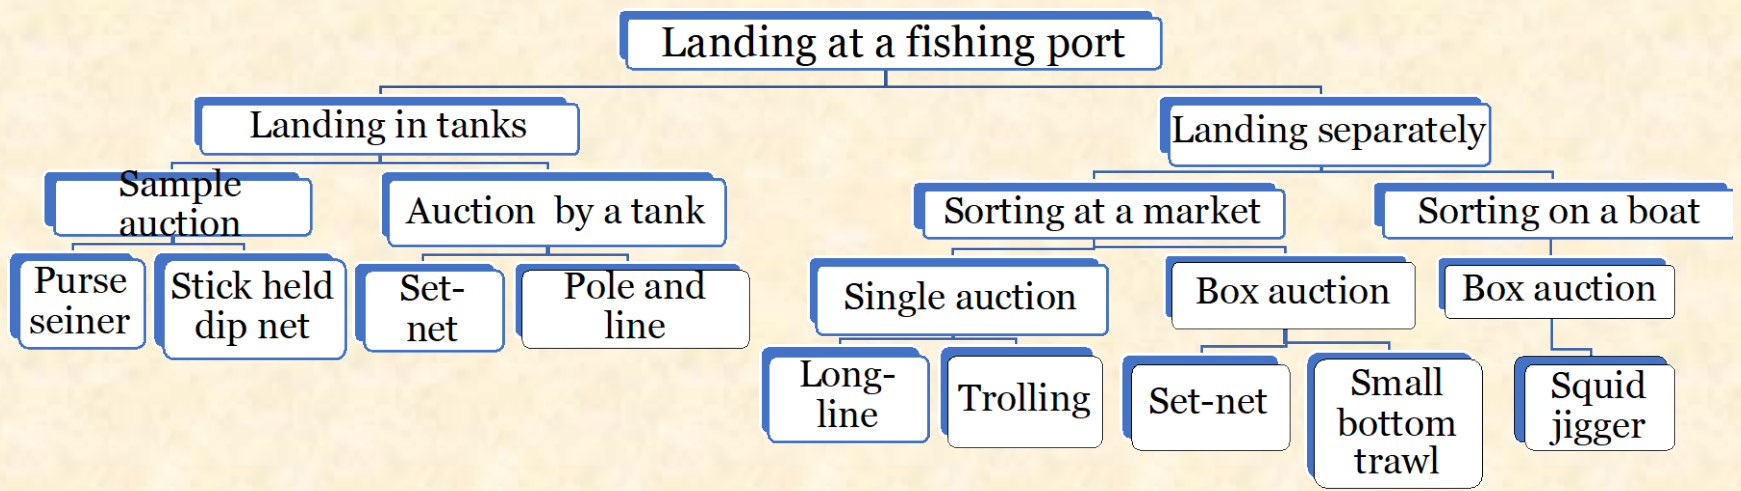 Landing at a fishing port
Landing in tanks
Landing separately
Sample
auction
Auction by a tank
Sorting at a market
Sorting on a boat
Purse
seiner
Stick held
dip net
Set-
net
Pole and
line
Single auction
Box auction
Box auction
Long-
line
Trolling
Set-net
Small
bottom
trawl
Squid
jigger